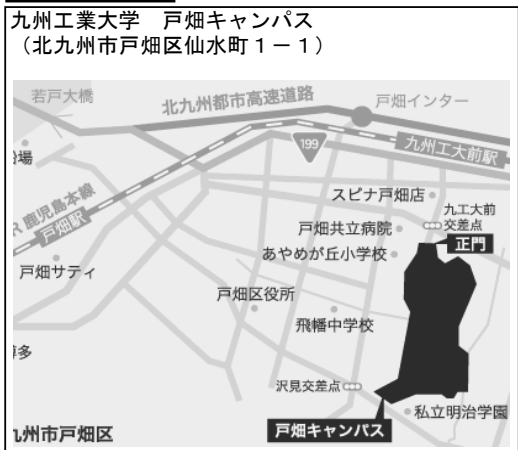 九州工業大学　戸畑キャンパス
（北九州市戸畑区仙水町１－１）
若戸大橋
北九州都市高速道路
戸畑インター
199
九州工大前駅
場
JR 鹿児島本線
戸畑駅
スピナ戸畑店
九工大前
交差点
正門
戸畑共立病院
あやめが丘小学校
戸畑サティ
戸畑区役所
飛幡中学校
博多
沢見交差点
私立明治学園
戸畑キャンパス
州市戸畑区